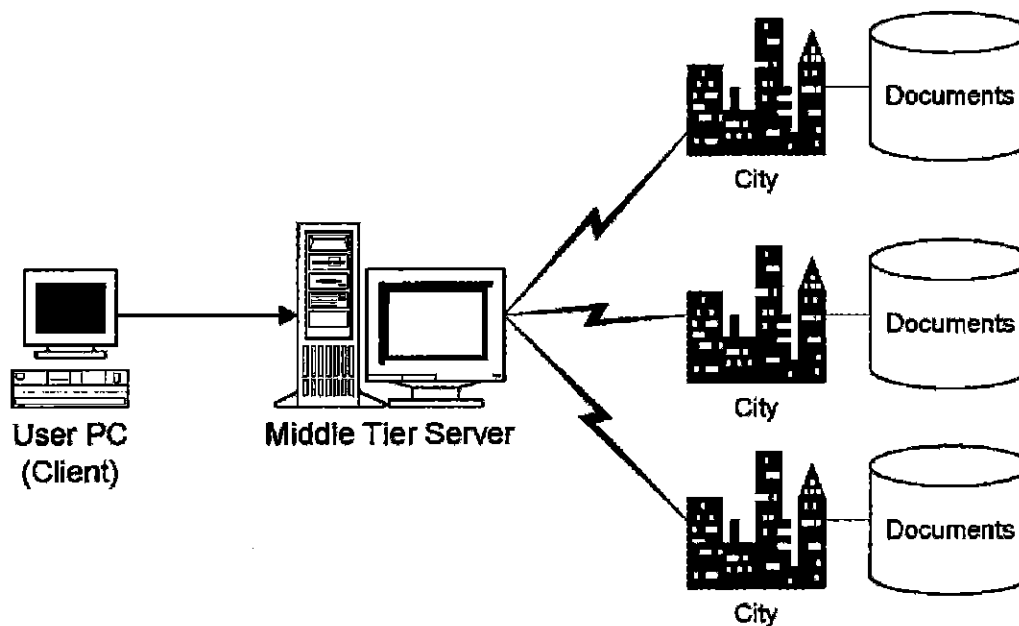 Documents
City
Documents
City
User PC
(Client)
Middle Tier Server
Documents
City